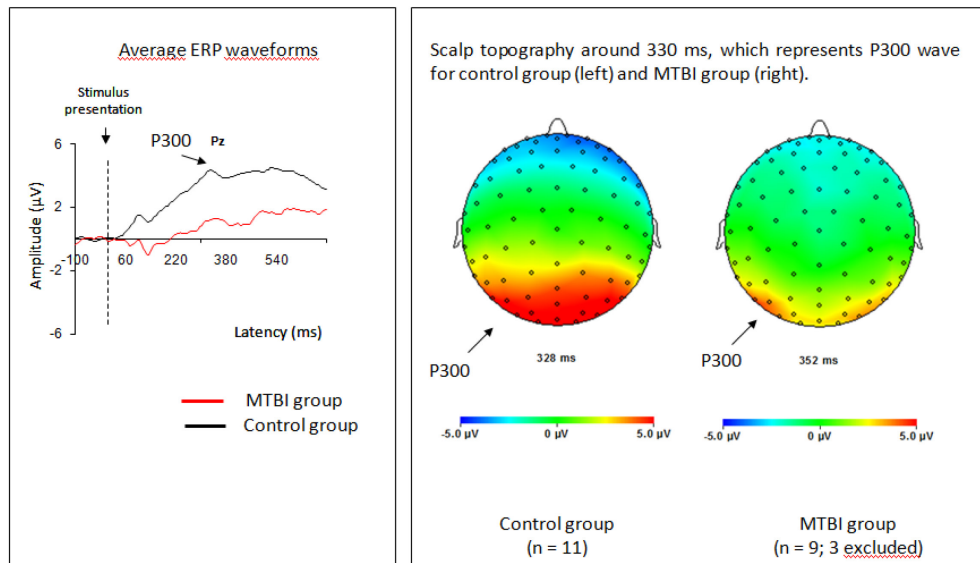 Average ERP waveforms
Stimulus
presentation
P300
Pz
6
2
-2
-6
Amplitude (µV)
-100 60 220 380 540
Latency (ms)
MTBI group
Control group
Scalp topography around 330 ms, which represents P300 wave
for control group (left) and MTBI group (right).
P300
328 ms
P300
352 ms
-5.0 µV 0 µV 5.0 µV
-5.0 µV 0 µV 5.0 µV
Control group
(n = 11)
MTBI group
(n = 9; 3 excluded)